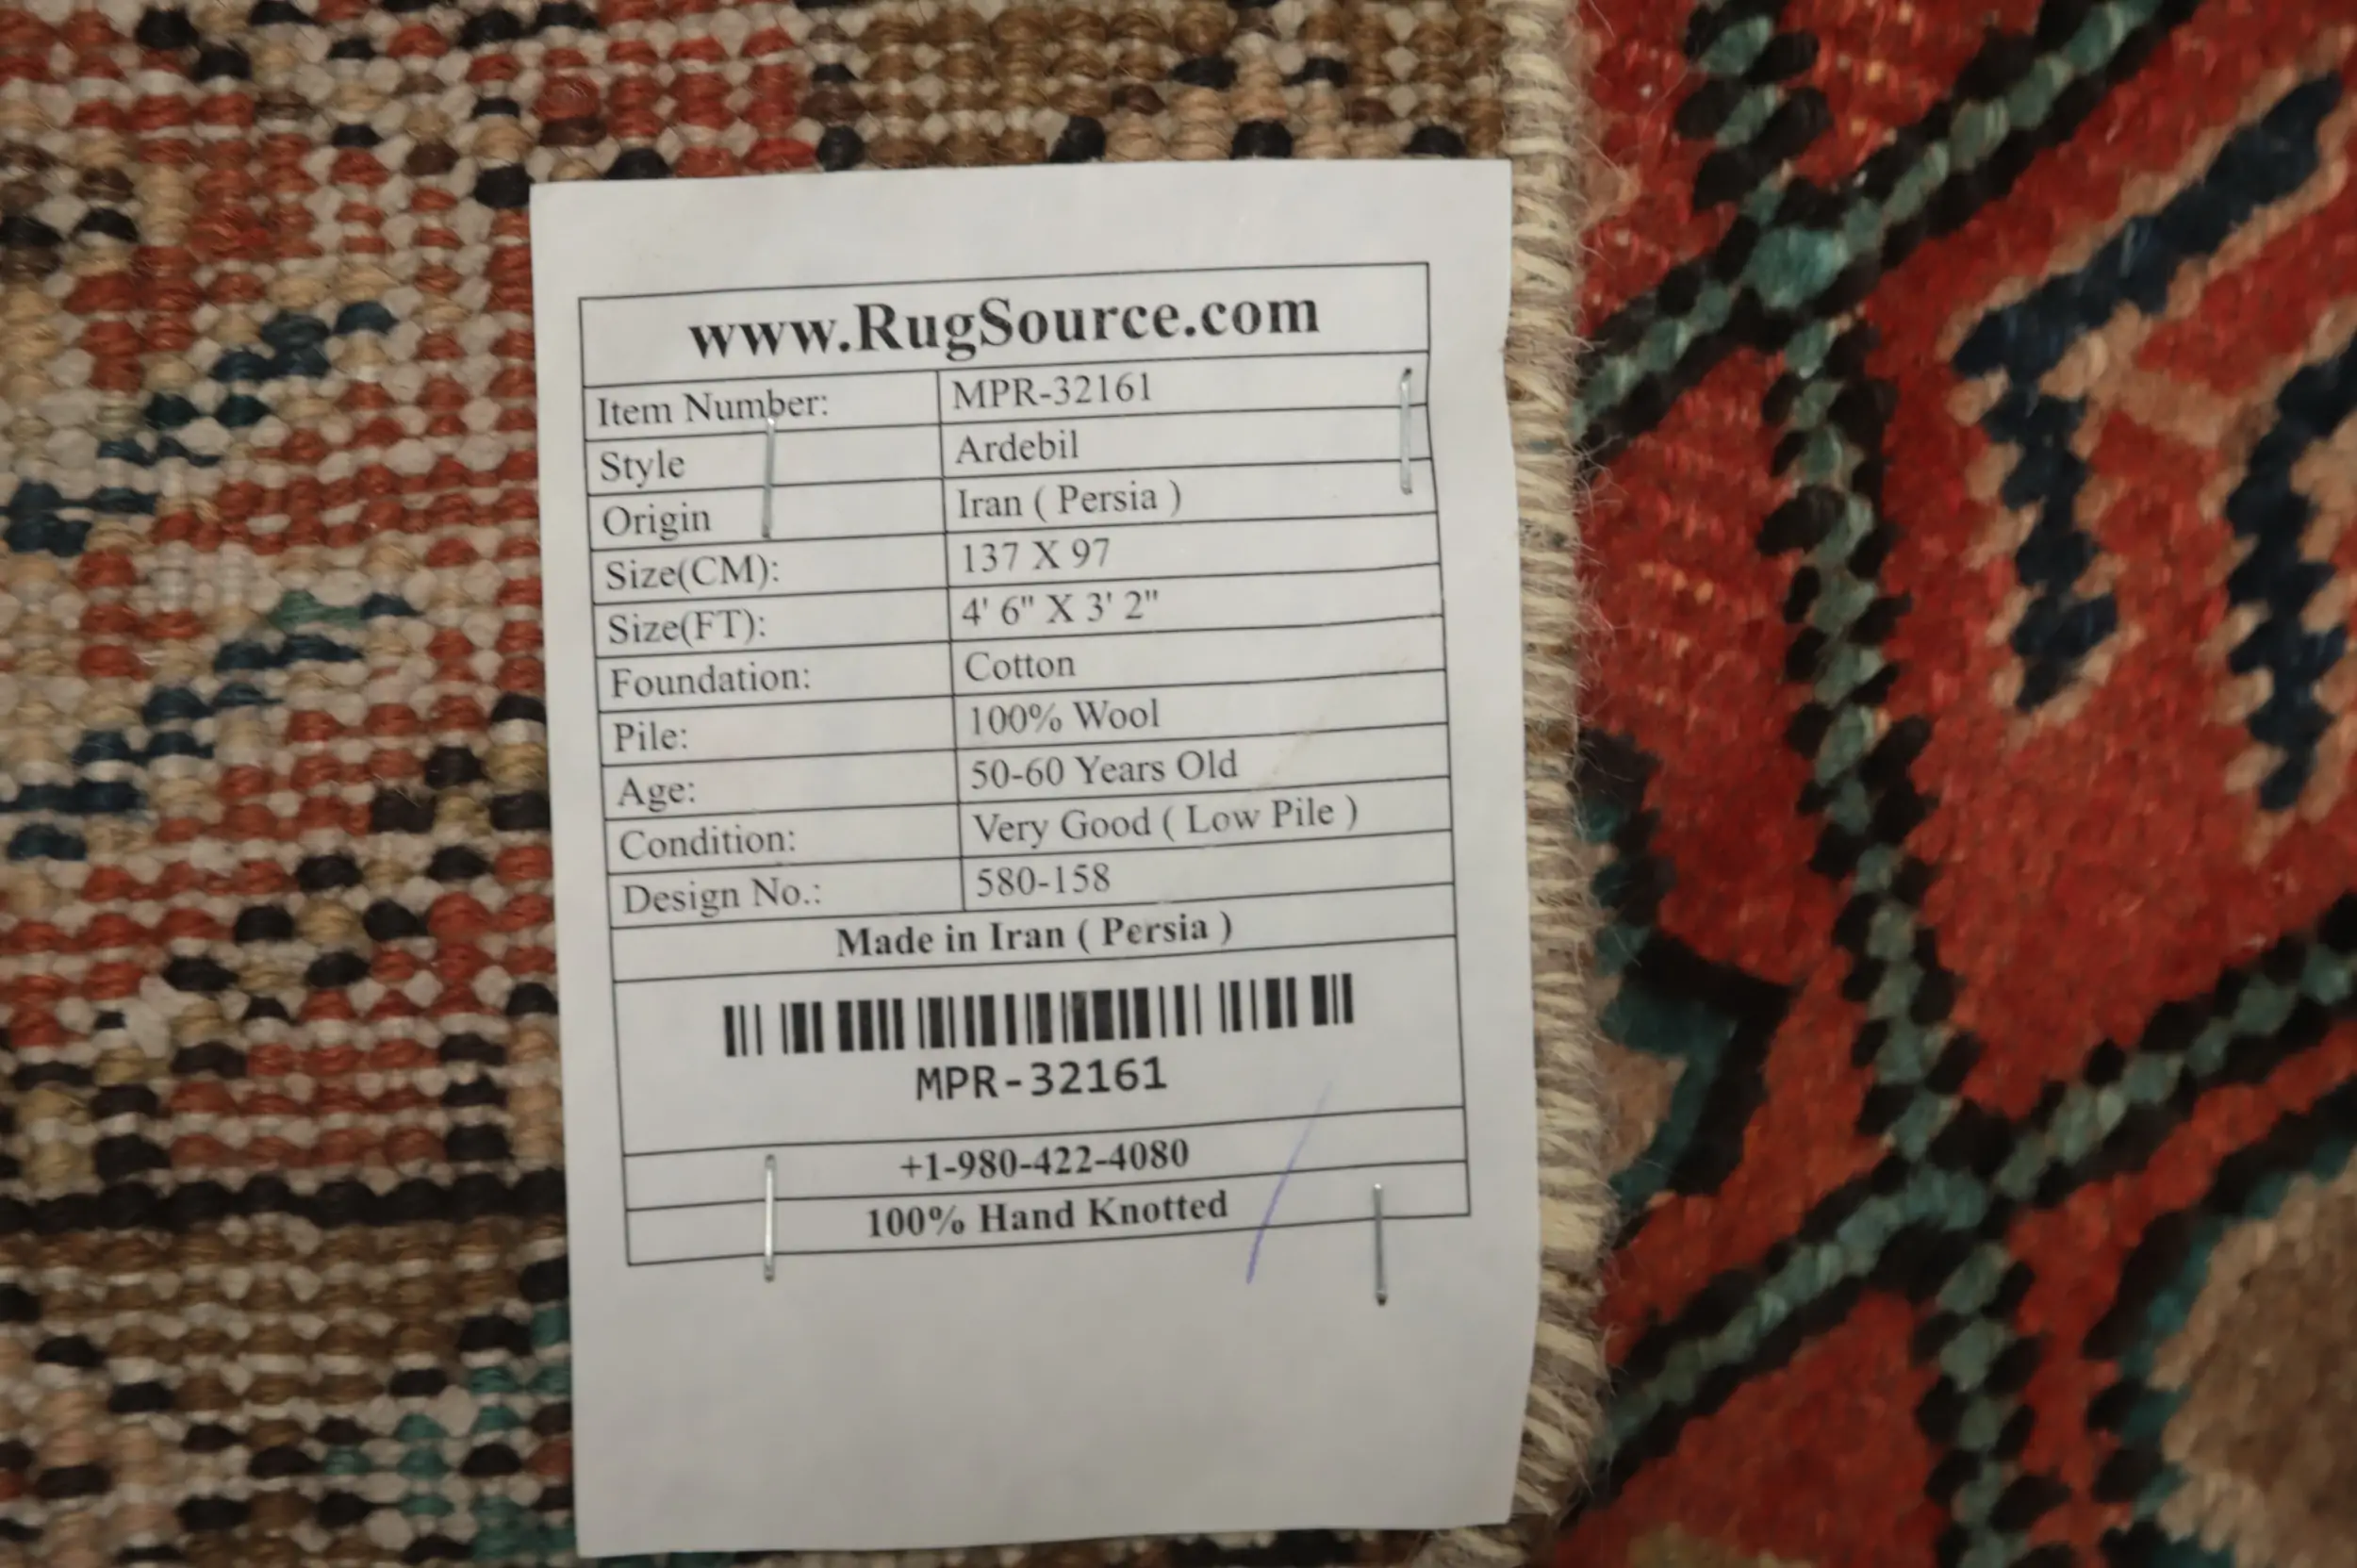 www.RugSource.com
Item Number: MPR-32161
Style Ardebil
Origin Iran ( Persia )
Size(CM): 137 X 97
Size(FT): 4' 6" X 3' 2"
Foundation: Cotton
Pile: 100% Wool
Age: 50-60 Years Old
Condition: Very Good ( Low Pile )
Design No.: 580-158
Made in Iran ( Persia )
MPR-32161
+1-980-422-4080
100% Hand Knotted